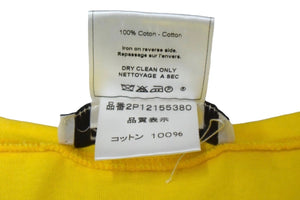 100% Coton - Cotton
Iron on reverse side.
Repassage sur l'envers.
DRY CLEAN ONLY
NETTOYAGE A SEC
品番2P12155380
品質表示
コットン 100%